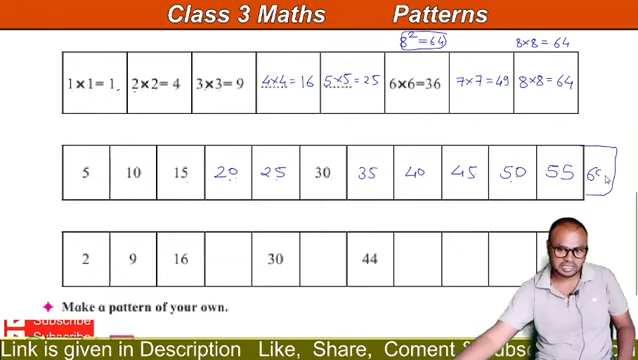 Class 3 Maths Patterns
8² = 64 8×8 = 64
1×1= 1 2×2= 4 3×3= 9 4×4= 16 5×5= 25 6×6=36 7×7= 49 8×8= 64
5 10 15 20 25 30 35 40 45 50 55
2 9 16 30 44
Make a pattern of your own.
Subscribe
Subscribe
Link is given in Description Like, Share, Coment &